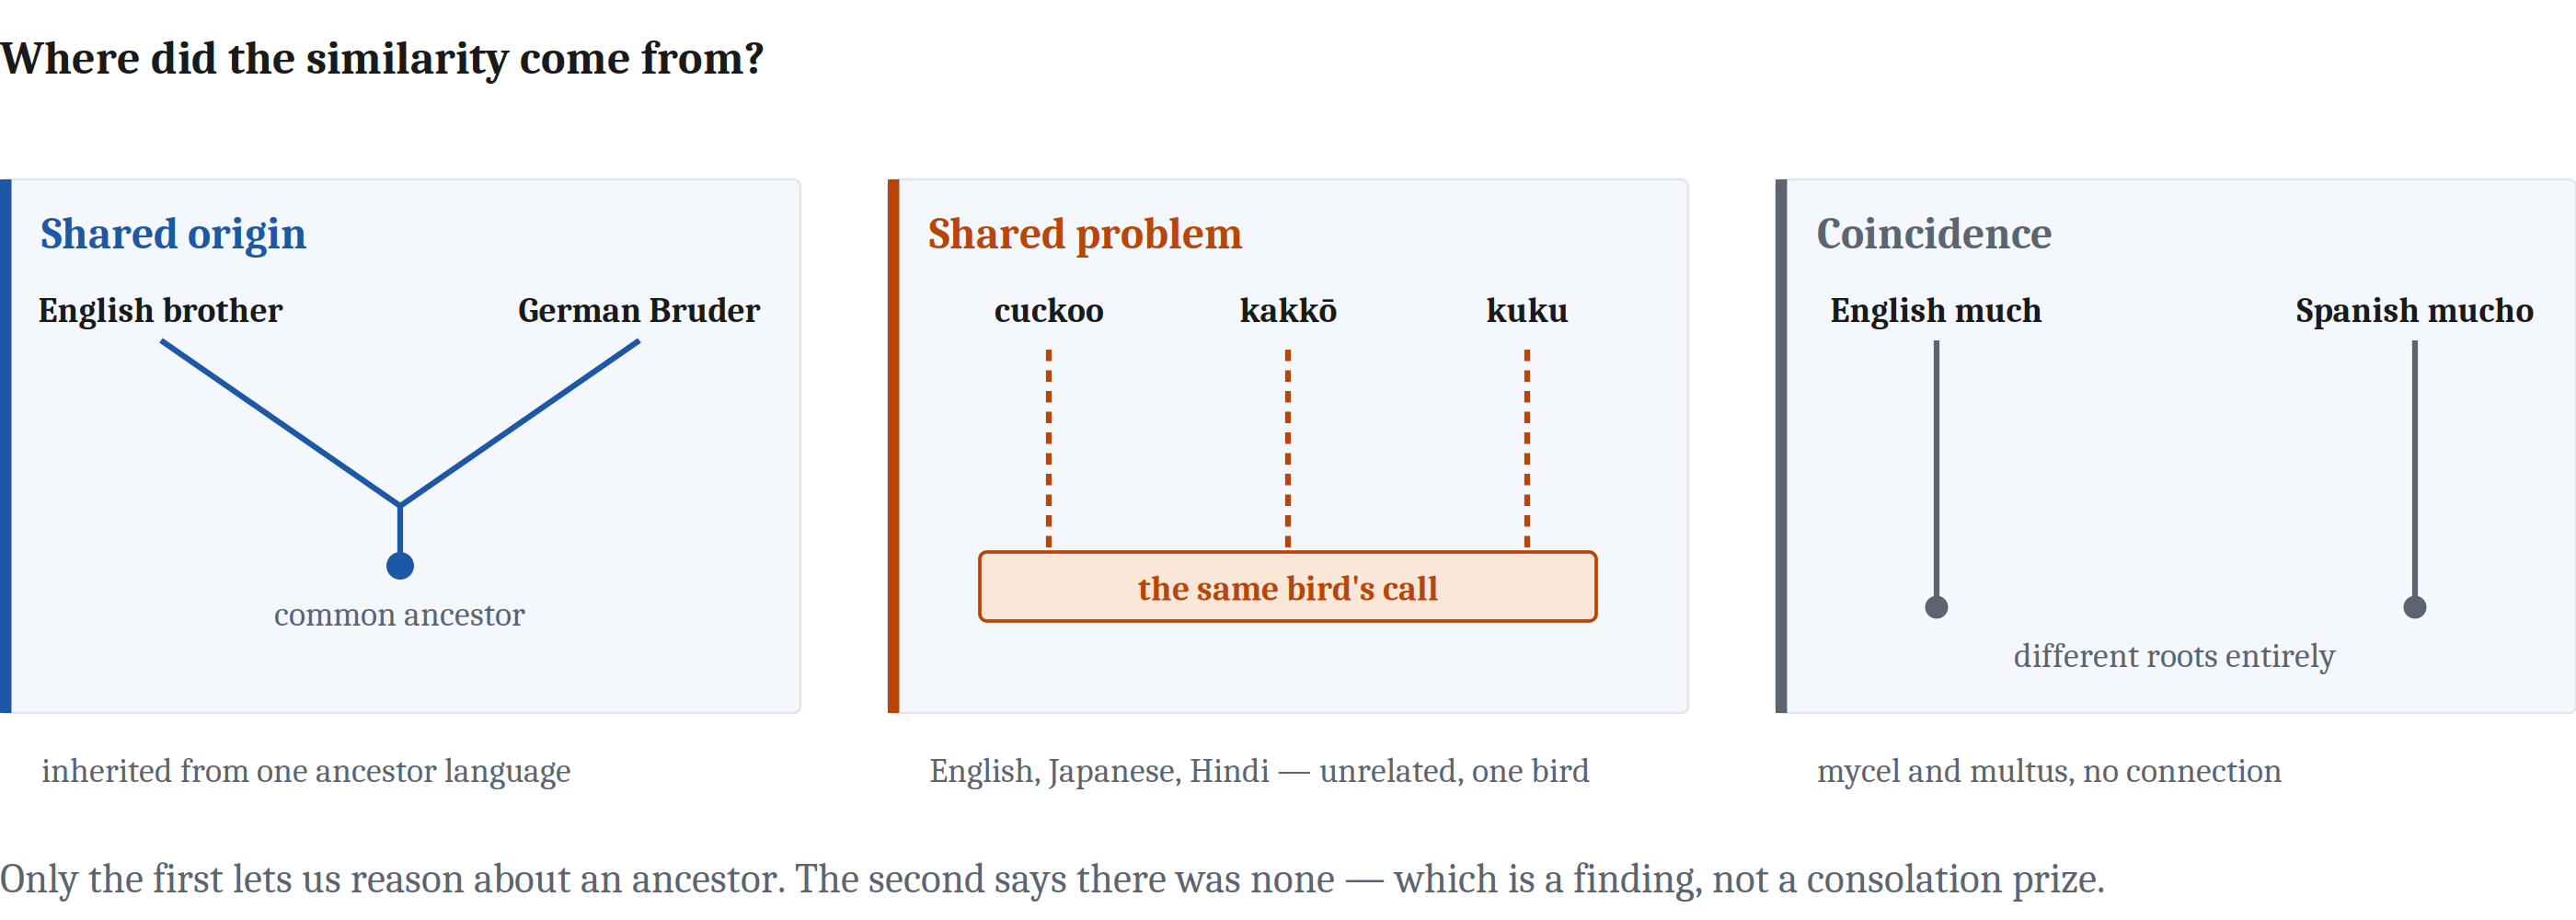 Where did the similarity come from?
Shared origin
English brother
German Bruder
common ancestor
inherited from one ancestor language
Shared problem
cuckoo
kakkō
kuku
the same bird's call
English, Japanese, Hindi — unrelated, one bird
Coincidence
English much
Spanish mucho
different roots entirely
mycel and multus, no connection
Only the first lets us reason about an ancestor. The second says there was none — which is a finding, not a consolation prize.